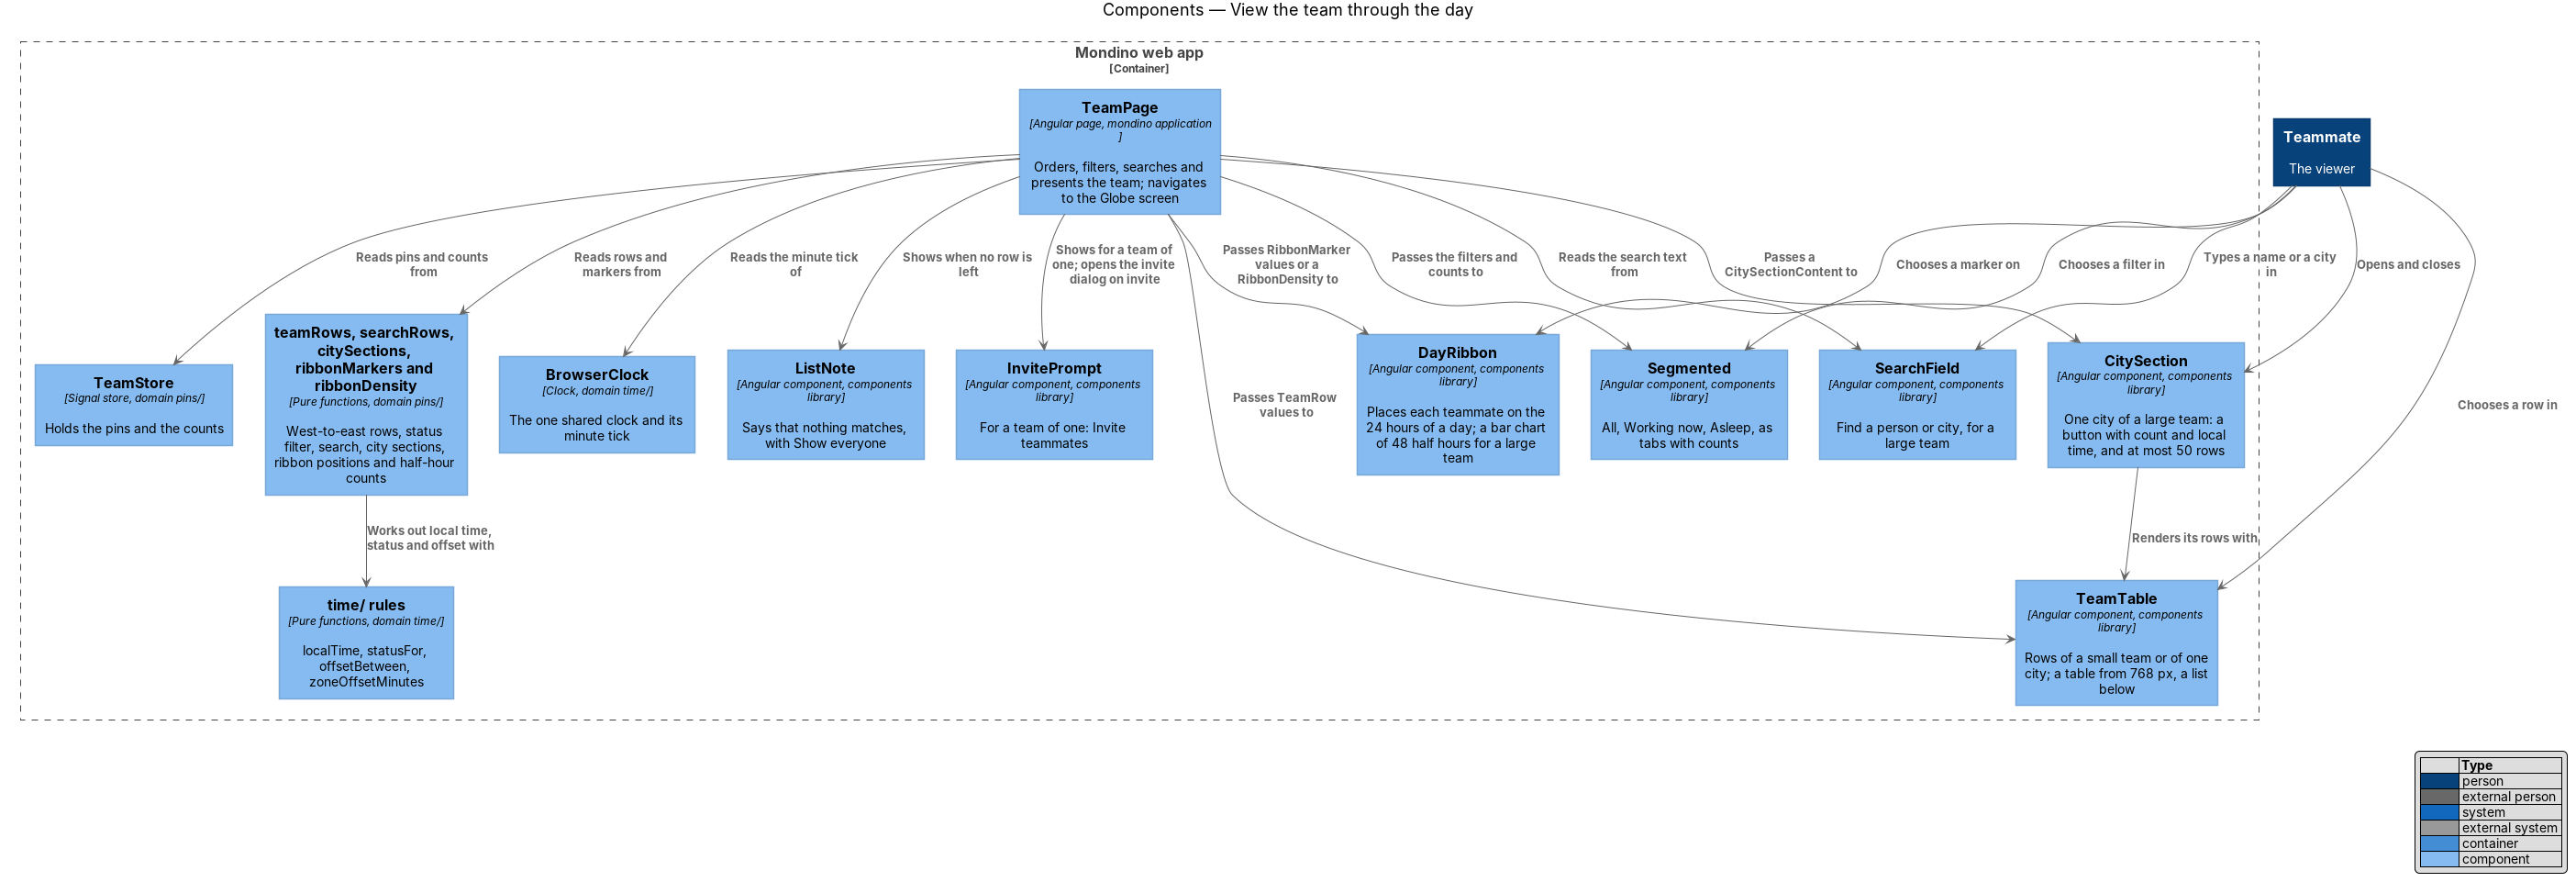 Components — View the team through the day
Mondino web app
[Container]
TeamPage
[Angular page, mondino application
]
Orders, filters, searches and
presents the team; navigates
to the Globe screen
Teammate
The viewer
Reads pins and counts
from
Reads rows and
markers from
Reads the minute tick
of
Shows when no row is
left
Shows for a team of
one; opens the invite
dialog on invite
Passes RibbonMarker
values or a
RibbonDensity to
Passes the filters and
counts to
Reads the search text
from
Passes a
CitySectionContent to
Chooses a marker on
Chooses a filter in
Types a name or a city
in
Opens and closes
TeamStore
[Signal store, domain pins/]
Holds the pins and the counts
teamRows, searchRows,
citySections,
ribbonMarkers and
ribbonDensity
[Pure functions, domain pins/]
West-to-east rows, status
filter, search, city sections,
ribbon positions and half-hour
counts
BrowserClock
[Clock, domain time/]
The one shared clock and its
minute tick
ListNote
[Angular component, components
library]
Says that nothing matches,
with Show everyone
InvitePrompt
[Angular component, components
library]
For a team of one: Invite
teammates
Passes TeamRow
values to
DayRibbon
[Angular component, components
library]
Places each teammate on the
24 hours of a day; a bar chart
of 48 half hours for a large
team
Segmented
[Angular component, components
library]
All, Working now, Asleep, as
tabs with counts
SearchField
[Angular component, components
library]
Find a person or city, for a
large team
CitySection
[Angular component, components
library]
One city of a large team: a
button with count and local
time, and at most 50 rows
Chooses a row in
Works out local time,
status and offset with
Renders its rows with
time/ rules
[Pure functions, domain time/]
localTime, statusFor,
offsetBetween,
zoneOffsetMinutes
TeamTable
[Angular component, components
library]
Rows of a small team or of one
city; a table from 768 px, a list
below
Type
person
external person
system
external system
container
component